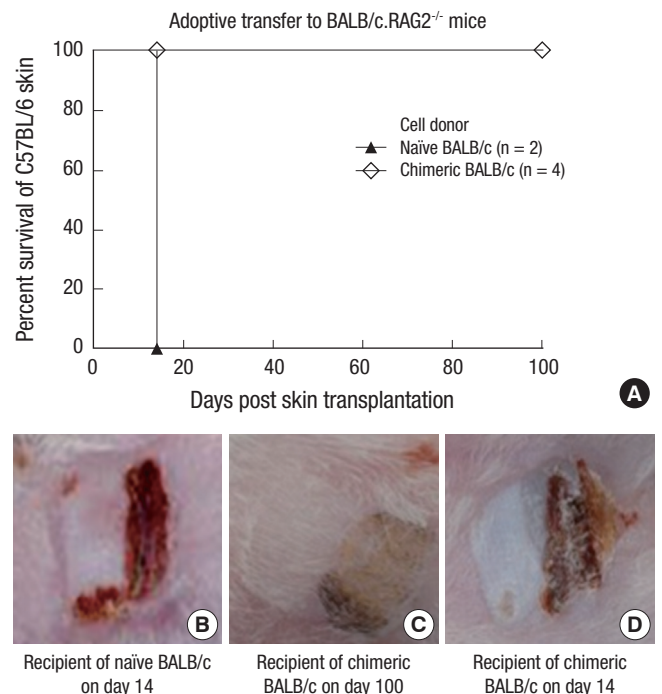 Adoptive transfer to BALB/c.RAG2-/- mice
Percent survival of C57BL/6 skin
100
80
60
40
20
0
Cell donor
Naïve BALB/c (n = 2)
Chimeric BALB/c (n = 4)
0 20 40 60 80 100
Days post skin transplantation
A
B
C
D
Recipient of naïve BALB/c
on day 14
Recipient of chimeric
BALB/c on day 100
Recipient of chimeric
BALB/c on day 14